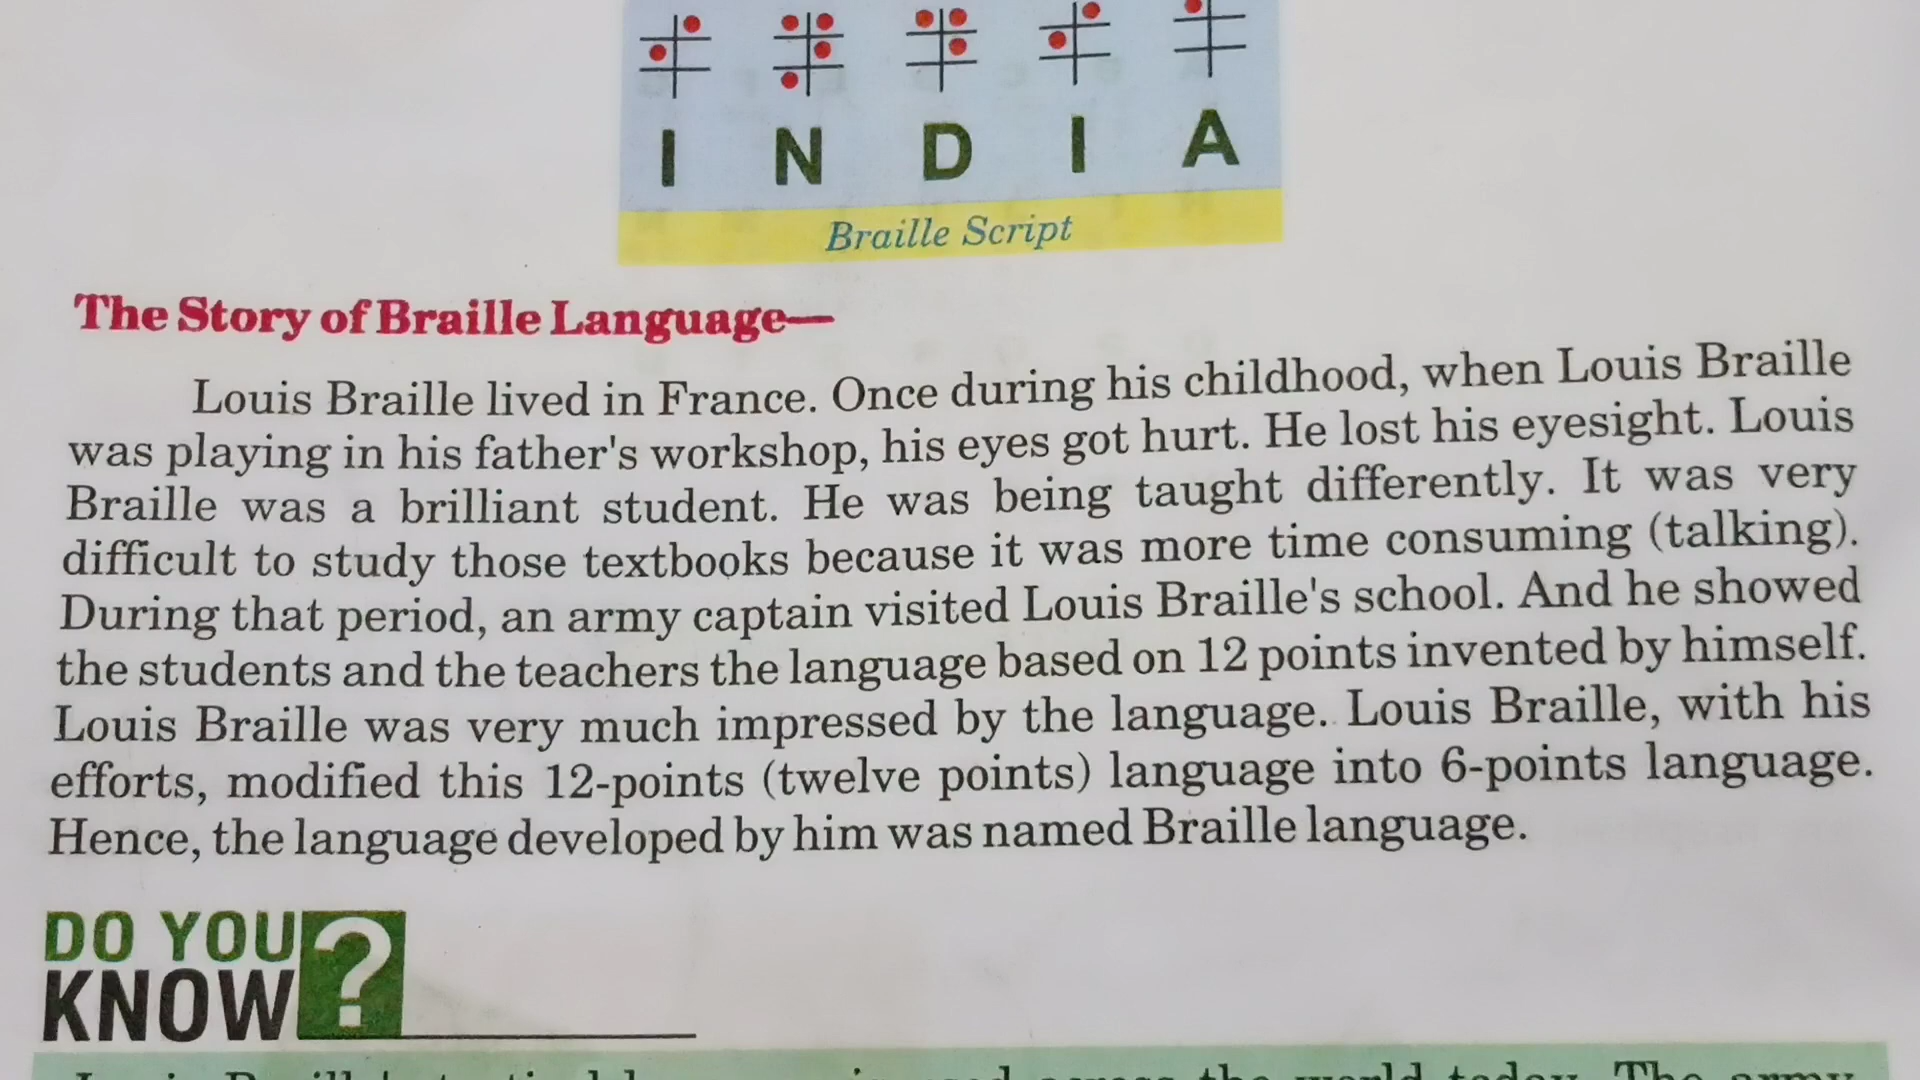 I N D I A
Braille Script
The Story of Braille Language—
Louis Braille lived in France. Once during his childhood, when Louis Braille
was playing in his father's workshop, his eyes got hurt. He lost his eyesight. Louis
Braille was a brilliant student. He was being taught differently. It was very
difficult to study those textbooks because it was more time consuming (talking).
During that period, an army captain visited Louis Braille's school. And he showed
the students and the teachers the language based on 12 points invented by himself.
Louis Braille was very much impressed by the language. Louis Braille, with his
efforts, modified this 12-points (twelve points) language into 6-points language.
Hence, the language developed by him was named Braille language.
DO YOU
KNOW?
across the world today. The army